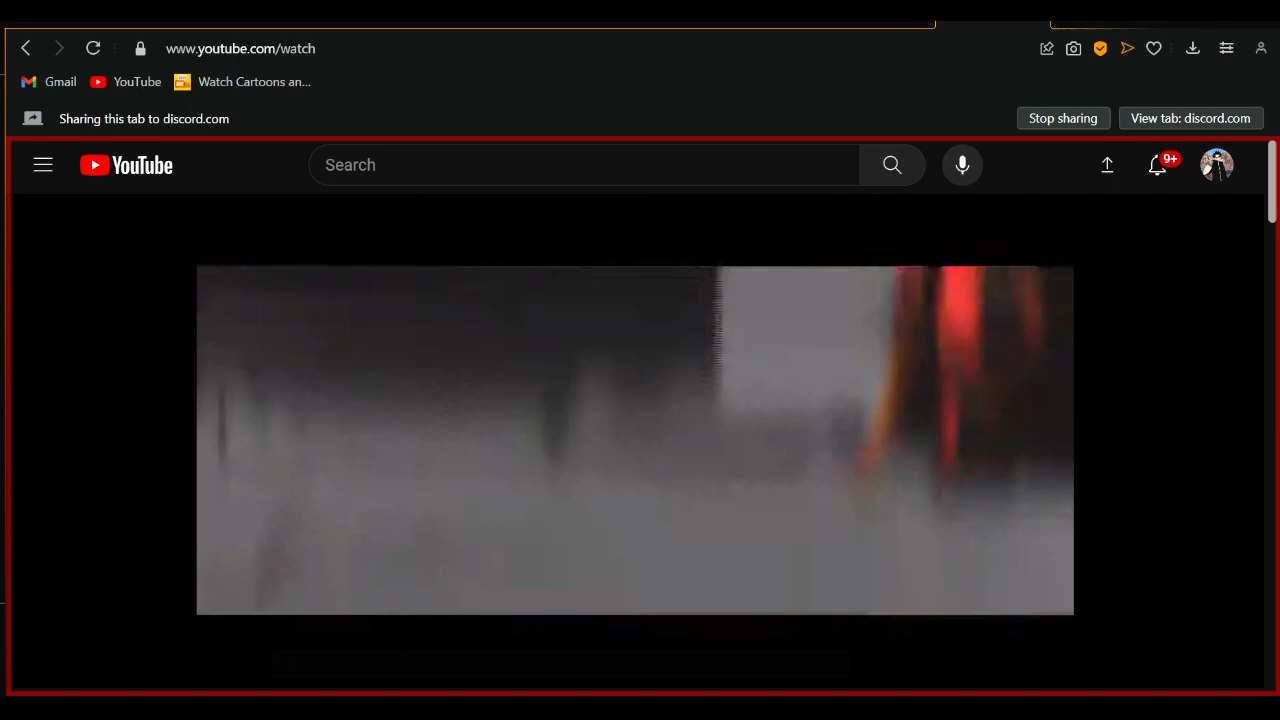 www.youtube.com/watch
Gmail YouTube Watch Cartoons an...
Sharing this tab to discord.com Stop sharing View tab: discord.com
YouTube Search 9+